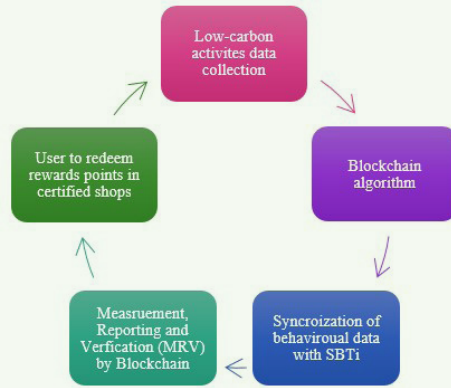 Low-carbon
activites data
collection
Blockchain
algorithm
Syncroization of
behaviroual data
with SBTi
Measruement,
Reporting and
Verfication (MRV)
by Blockchain
User to redeem
rewards points in
certified shops